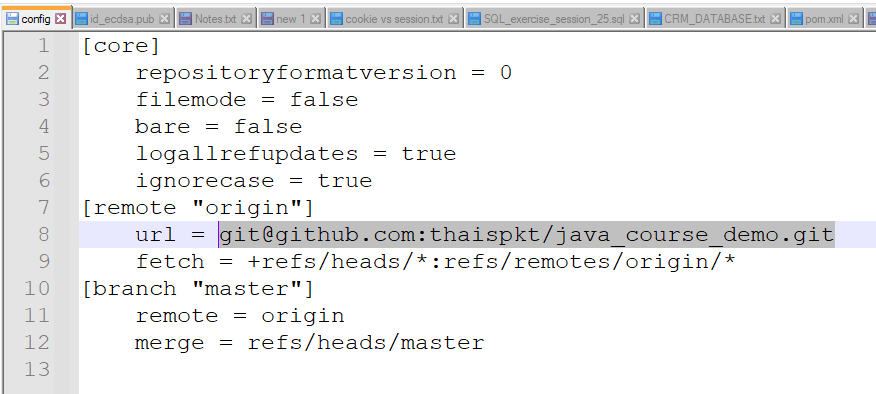 config id_ecdsa.pub Notes.txt new 1 cookie vs session.txt SQL_exercise_session_25.sql CRM_DATABASE.txt pom.xml
1 [core]
2 repositoryformatversion = 0
3 filemode = false
4 bare = false
5 logallrefupdates = true
6 ignorecase = true
7 [remote "origin"]
8 url = git@github.com:thaispkt/java_course_demo.git
9 fetch = +refs/heads/*:refs/remotes/origin/*
10 [branch "master"]
11 remote = origin
12 merge = refs/heads/master
13